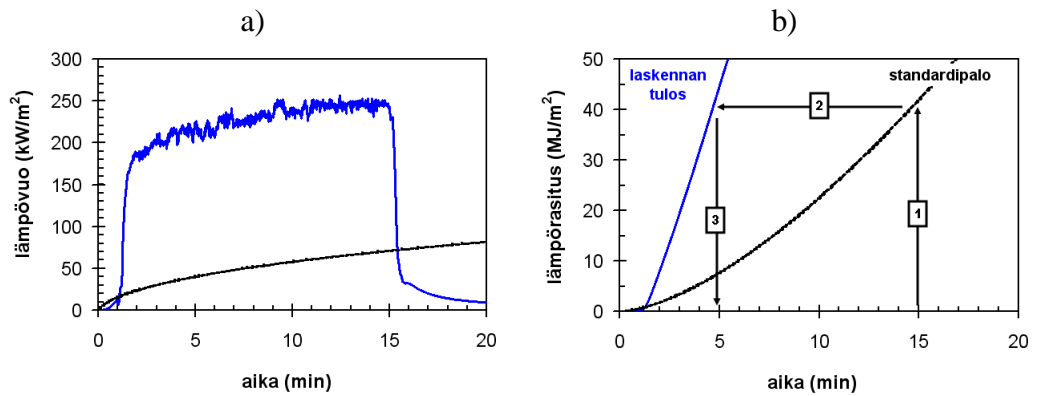 a)
300
250
200
150
100
50
0
lämpövuo (kW/m²)
0 5 10 15 20
aika (min)
b)
50
40
30
20
10
0
lämpörasitus (MJ/m²)
laskennan
tulos
standardipalo
2
3
1
0 5 10 15 20
aika (min)